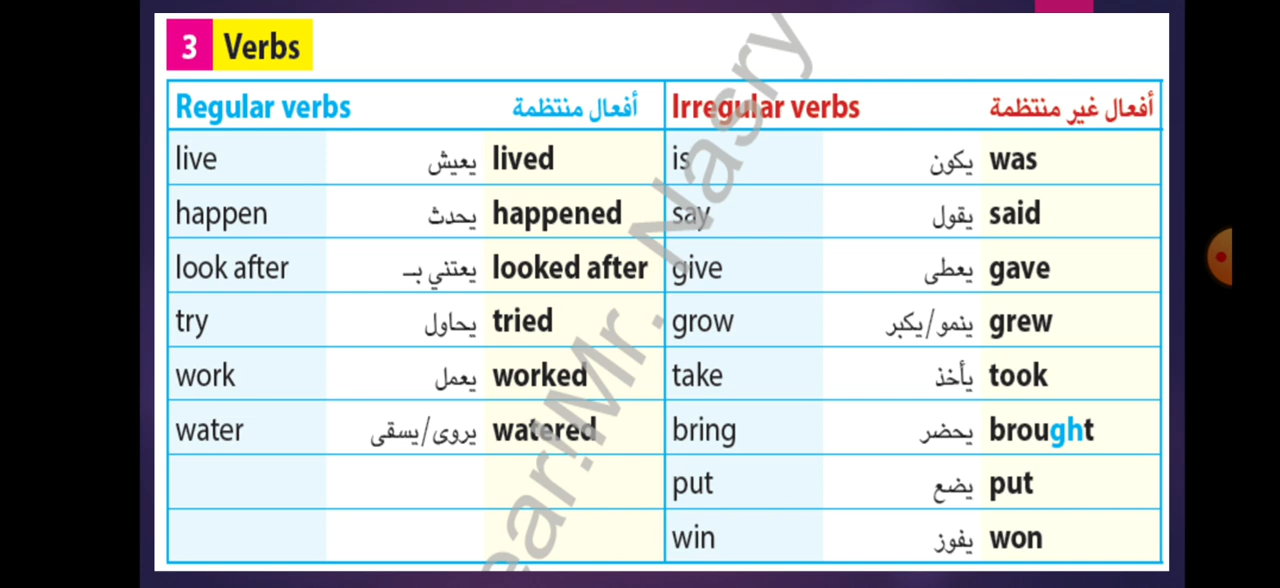 3 Verbs
Regular verbs أفعال منتظمة Irregular verbs أفعال غير منتظمة
live يعيش lived is يكون was
happen يحدث happened say يقول said
look after يعتني بـ looked after give يعطى gave
try يحاول tried grow ينمو/يكبر grew
work يعمل worked take يأخذ took
water يروى/يسقى watered bring يحضر brought
put يضع put
win يفوز won
Mr. Nasry